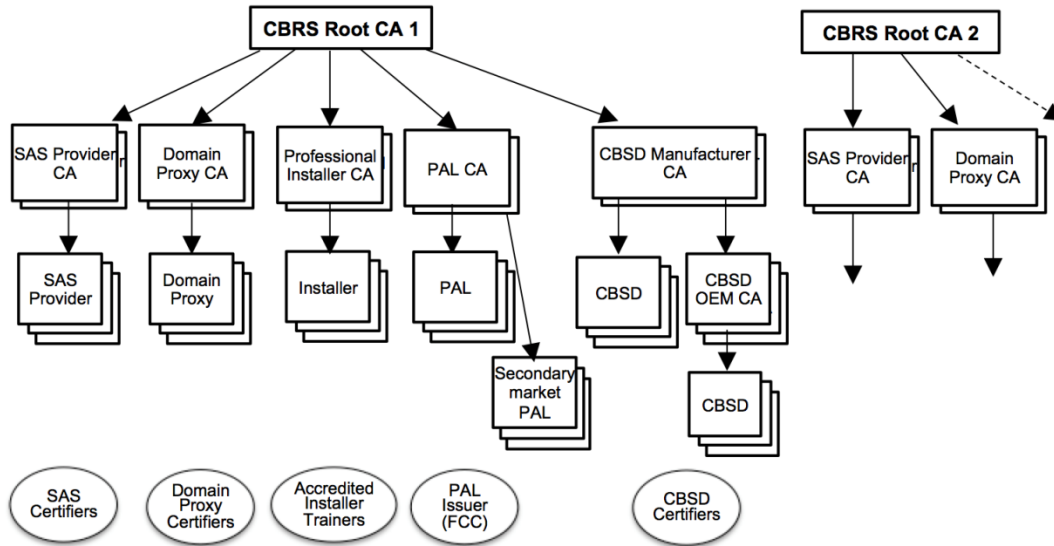 CBRS Root CA 1
CBRS Root CA 2
SAS Provider
CA
Domain
Proxy CA
Professional
Installer CA
PAL CA
CBSD Manufacturer
CA
SAS Provider
CA
Domain
Proxy CA
SAS
Provider
Domain
Proxy
Installer
PAL
CBSD
CBSD
OEM CA
Secondary
market
PAL
CBSD
SAS
Certifiers
Domain
Proxy
Certifiers
Accredited
Installer
Trainers
PAL
Issuer
(FCC)
CBSD
Certifiers